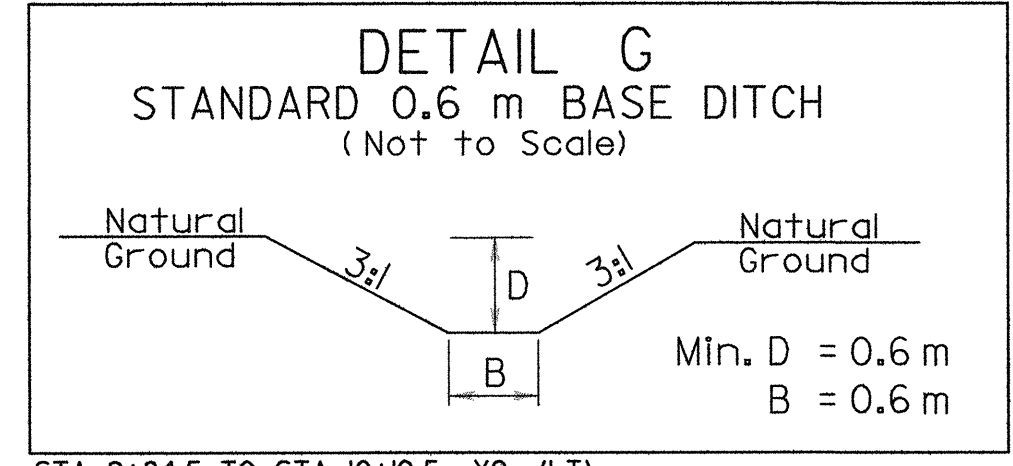 DETAIL G
STANDARD 0.6 m BASE DITCH
(Not to Scale)
Natural
Ground
3:1
D
3:1
Natural
Ground
B
Min. D = 0.6 m
B = 0.6 m